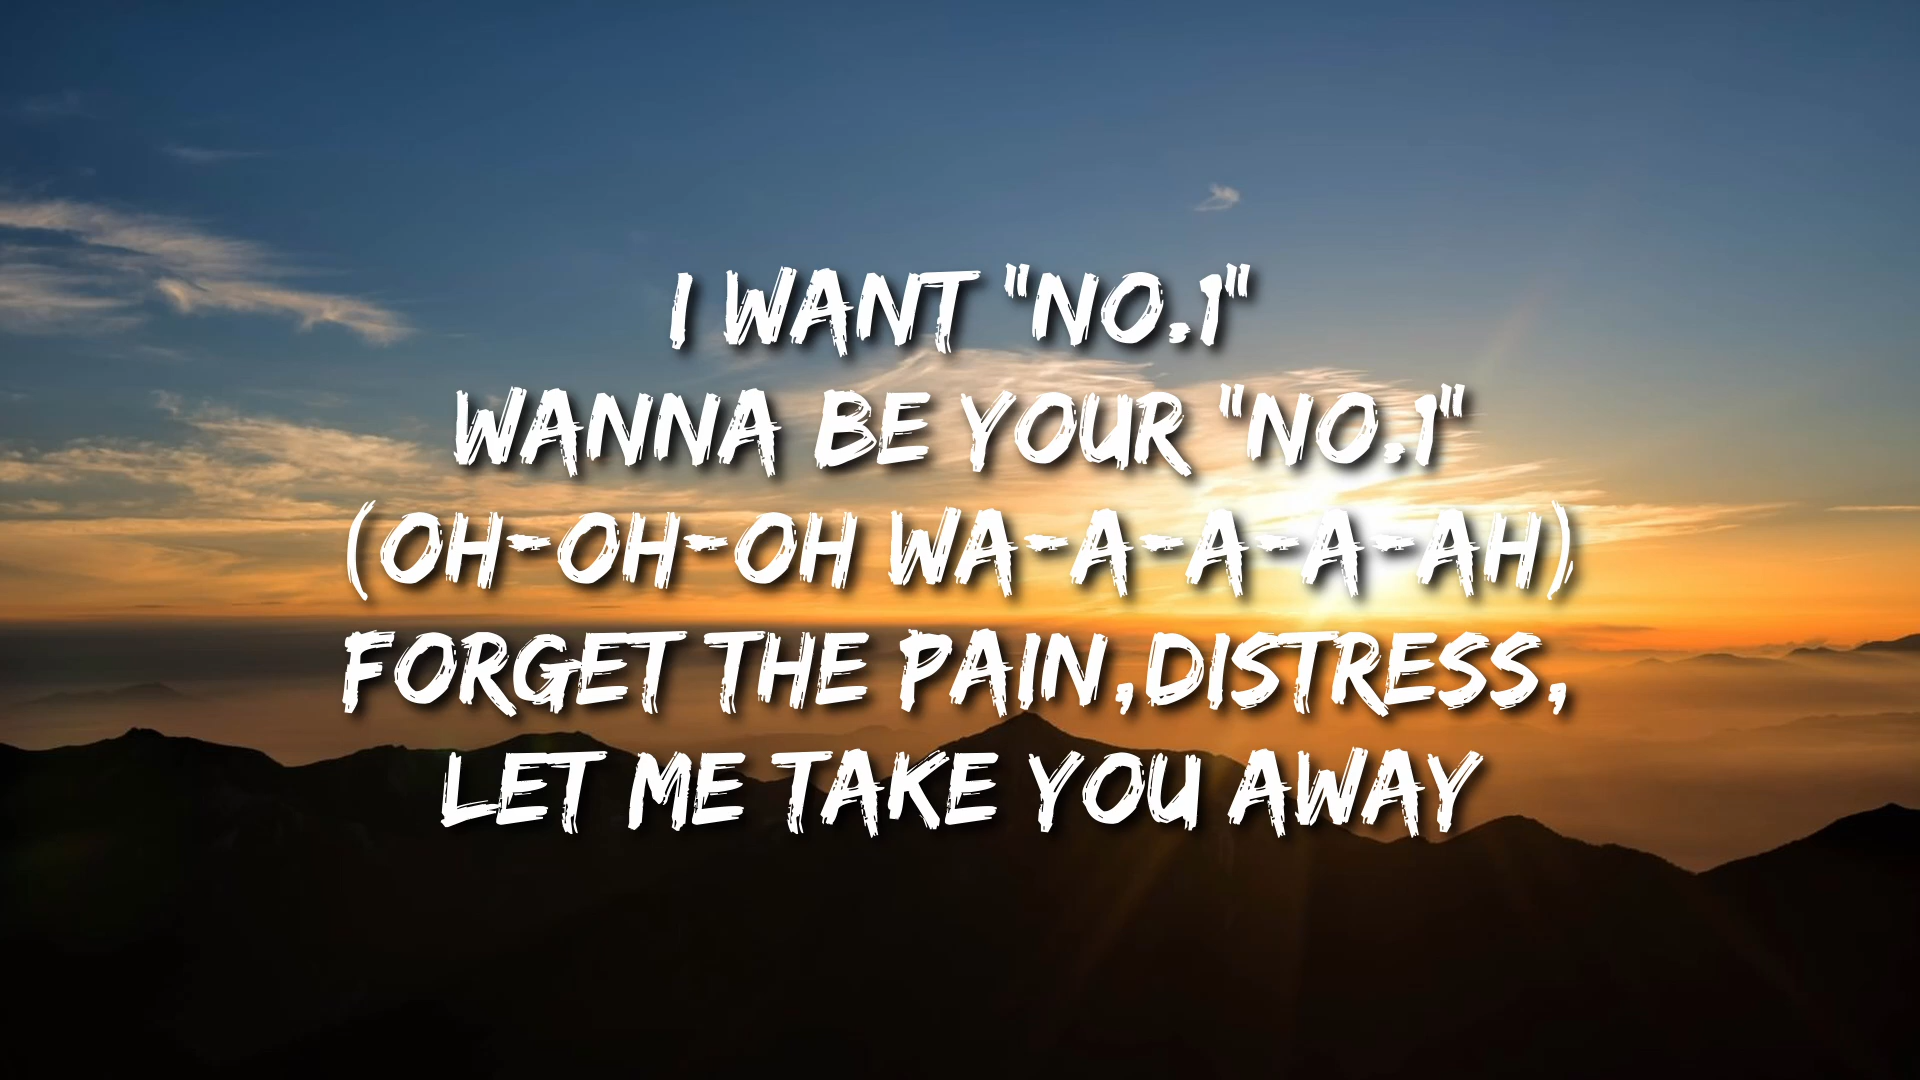 I WANT "NO.1"
WANNA BE YOUR "NO.1"
(OH-OH-OH WA-A-A-A-AH)
FORGET THE PAIN,DISTRESS,
LET ME TAKE YOU AWAY